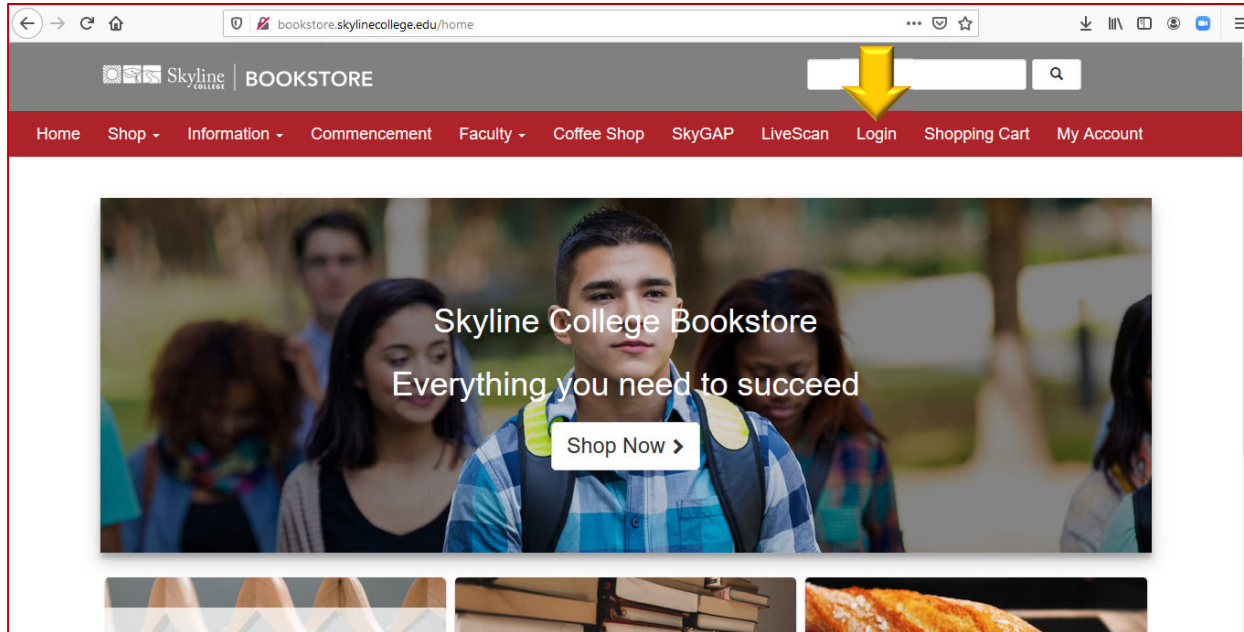 bookstore.skylinecollege.edu/home
Skyline COLLEGE BOOKSTORE
Home Shop Information Commencement Faculty Coffee Shop SkyGAP LiveScan Login Shopping Cart My Account
Skyline College Bookstore
Everything you need to succeed
Shop Now